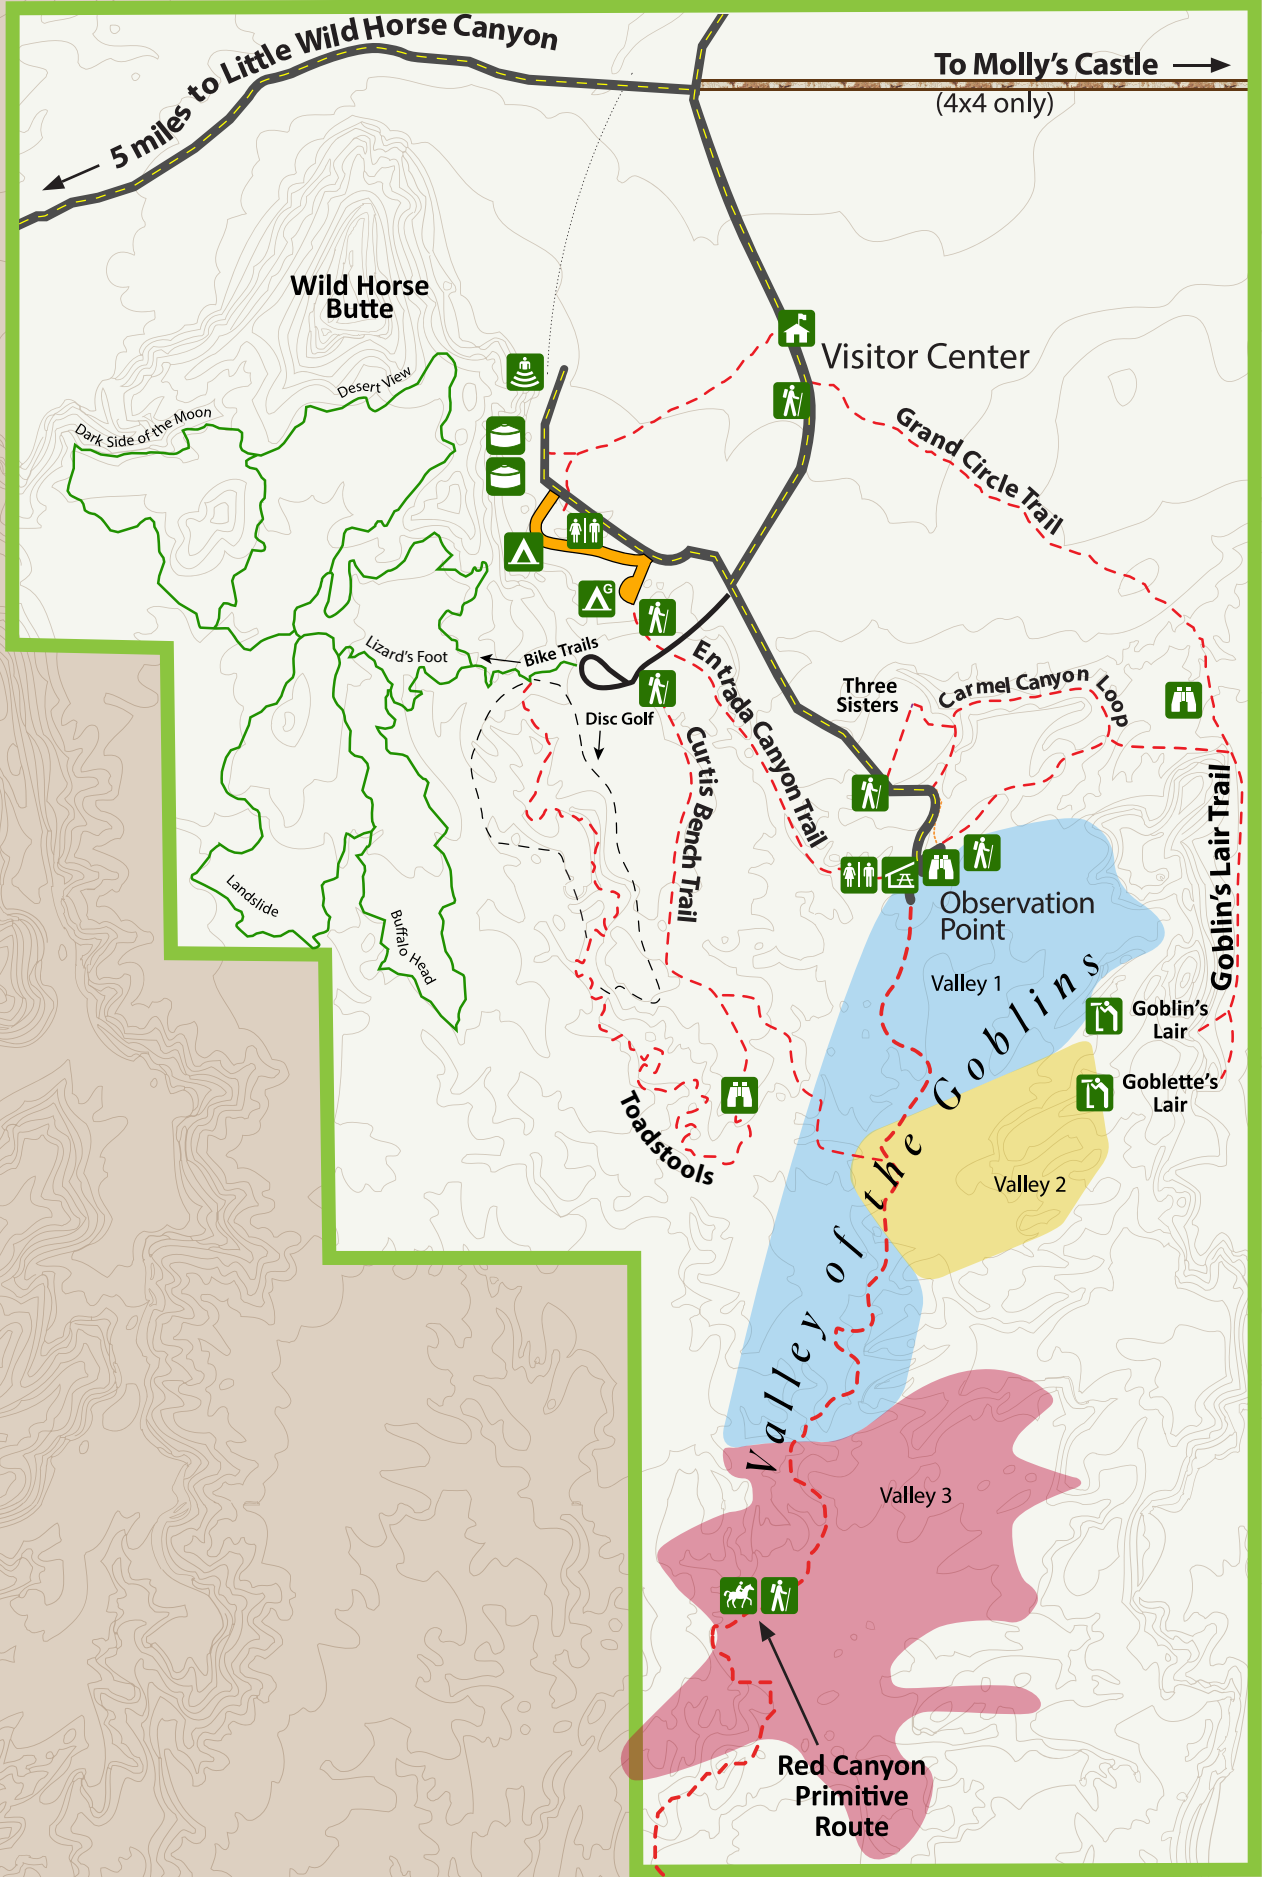 5 miles to Little Wild Horse Canyon
To Molly's Castle
(4x4 only)
Wild Horse
Butte
Visitor Center
Desert View
Dark Side of the Moon
Grand Circle Trail
G
Lizard's Foot
Bike Trails
Entrada Canyon Trail
Three
Sisters
Carmel Canyon Loop
Disc Golf
Curtis Bench Trail
Goblin's Lair Trail
Landslide
Buffalo Head
Observation
Point
Valley 1
Goblin's
Lair
Goblette's
Lair
Toadstools
Valley of the Goblins
Valley 2
Valley 3
Red Canyon
Primitive
Route